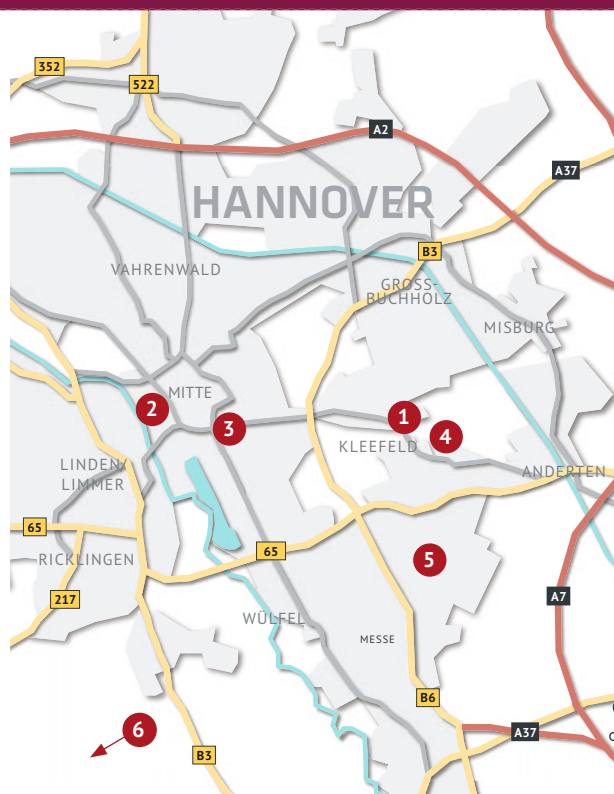 352
522
A2
A37
HANNOVER
B3
VAHRENWALD
GROSS-
BUCHHOLZ
MISBURG
MITTE
2
1
3
4
KLEEFELD
LINDEN/
LIMMER
ANDERTEN
65
65
RICKLINGEN
5
217
A7
WÜLFEL
MESSE
B6
6
A37
B3